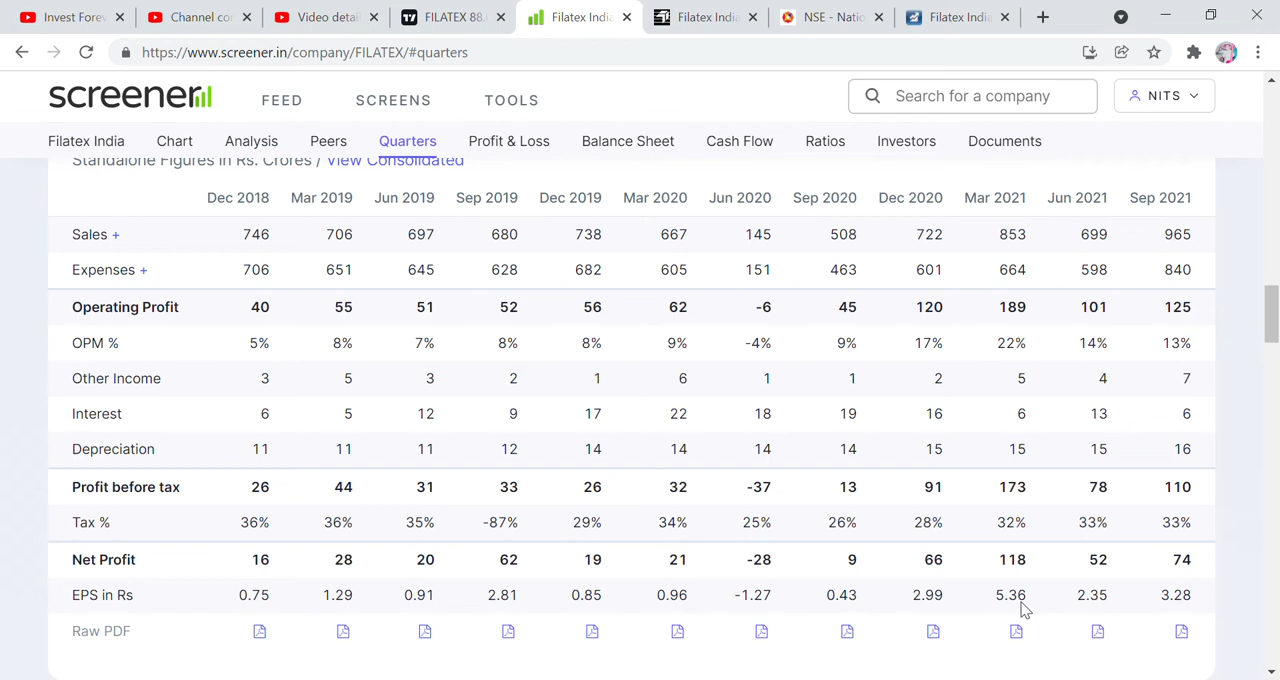 Invest Forev
Channel co
Video detai
FILATEX 88.
Filatex India
Filatex India
NSE - Natio
Filatex India
https://www.screener.in/company/FILATEX/#quarters
screener FEED SCREENS TOOLS Search for a company NITS
Filatex India Chart Analysis Peers Quarters Profit & Loss Balance Sheet Cash Flow Ratios Investors Documents
Standalone Figures in Rs. Crores / View Consolidated
Dec 2018 Mar 2019 Jun 2019 Sep 2019 Dec 2019 Mar 2020 Jun 2020 Sep 2020 Dec 2020 Mar 2021 Jun 2021 Sep 2021
Sales + 746 706 697 680 738 667 145 508 722 853 699 965
Expenses + 706 651 645 628 682 605 151 463 601 664 598 840
Operating Profit 40 55 51 52 56 62 -6 45 120 189 101 125
OPM % 5% 8% 7% 8% 8% 9% -4% 9% 17% 22% 14% 13%
Other Income 3 5 3 2 1 6 1 1 2 5 4 7
Interest 6 5 12 9 17 22 18 19 16 6 13 6
Depreciation 11 11 11 12 14 14 14 14 15 15 15 16
Profit before tax 26 44 31 33 26 32 -37 13 91 173 78 110
Tax % 36% 36% 35% -87% 29% 34% 25% 26% 28% 32% 33% 33%
Net Profit 16 28 20 62 19 21 -28 9 66 118 52 74
EPS in Rs 0.75 1.29 0.91 2.81 0.85 0.96 -1.27 0.43 2.99 5.36 2.35 3.28
Raw PDF